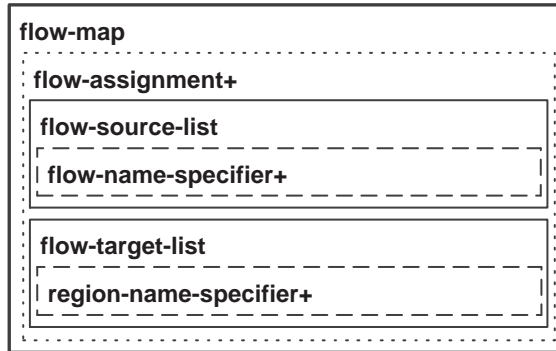 flow-map
flow-assignment+
flow-source-list
flow-name-specifier+
flow-target-list
region-name-specifier+